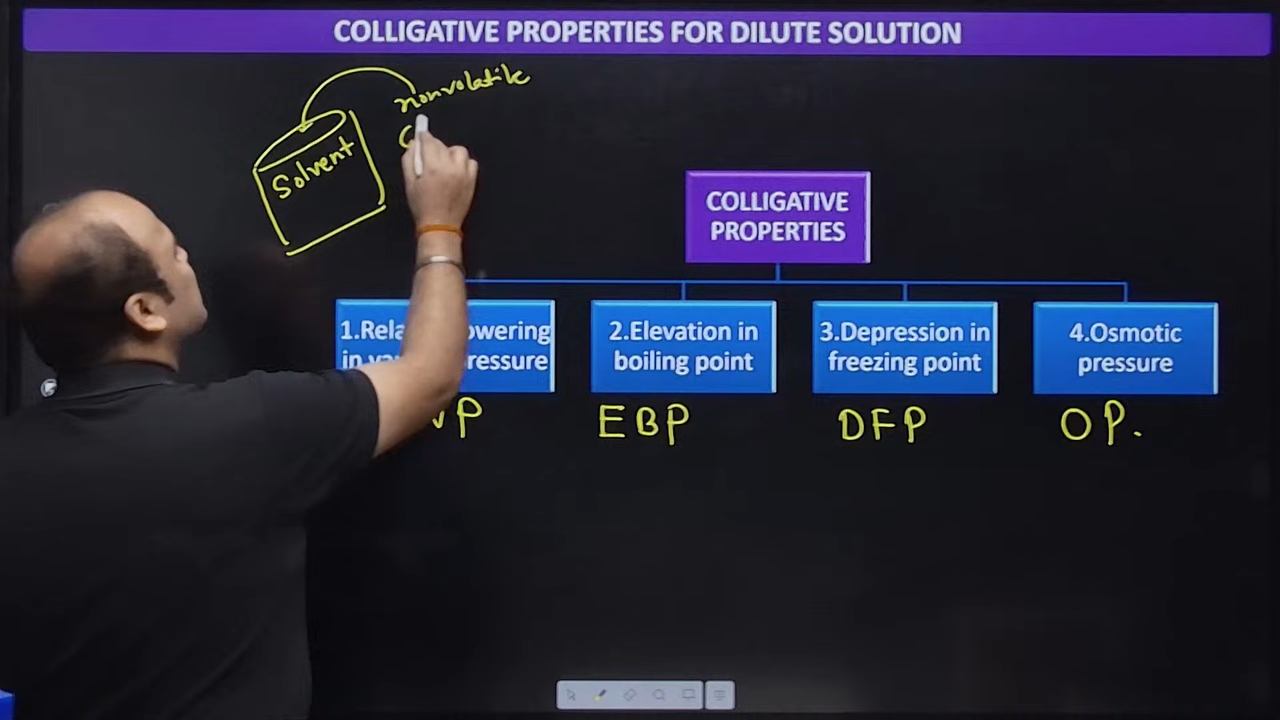 COLLIGATIVE PROPERTIES FOR DILUTE SOLUTION
nonvolatile
Solvent
COLLIGATIVE
PROPERTIES
2.Elevation in
boiling point
3.Depression in
freezing point
4.Osmotic
pressure
VP
EBP
DFP
OP.